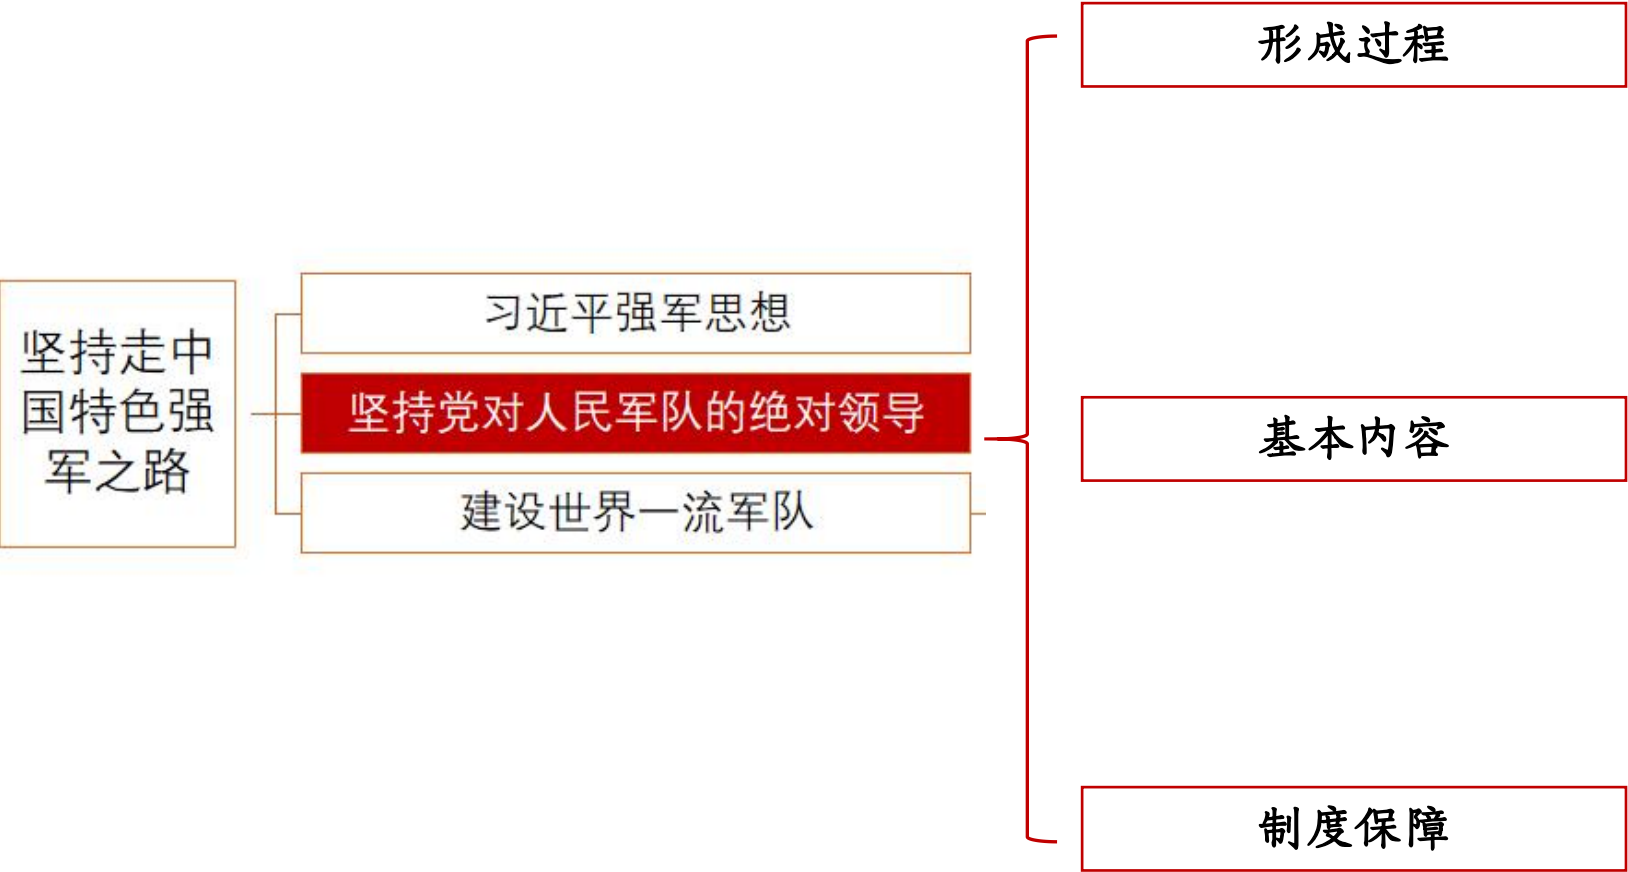 坚持走中
国特色强
军之路
习近平强军思想
坚持党对人民军队的绝对领导
建设世界一流军队
形成过程
基本内容
制度保障